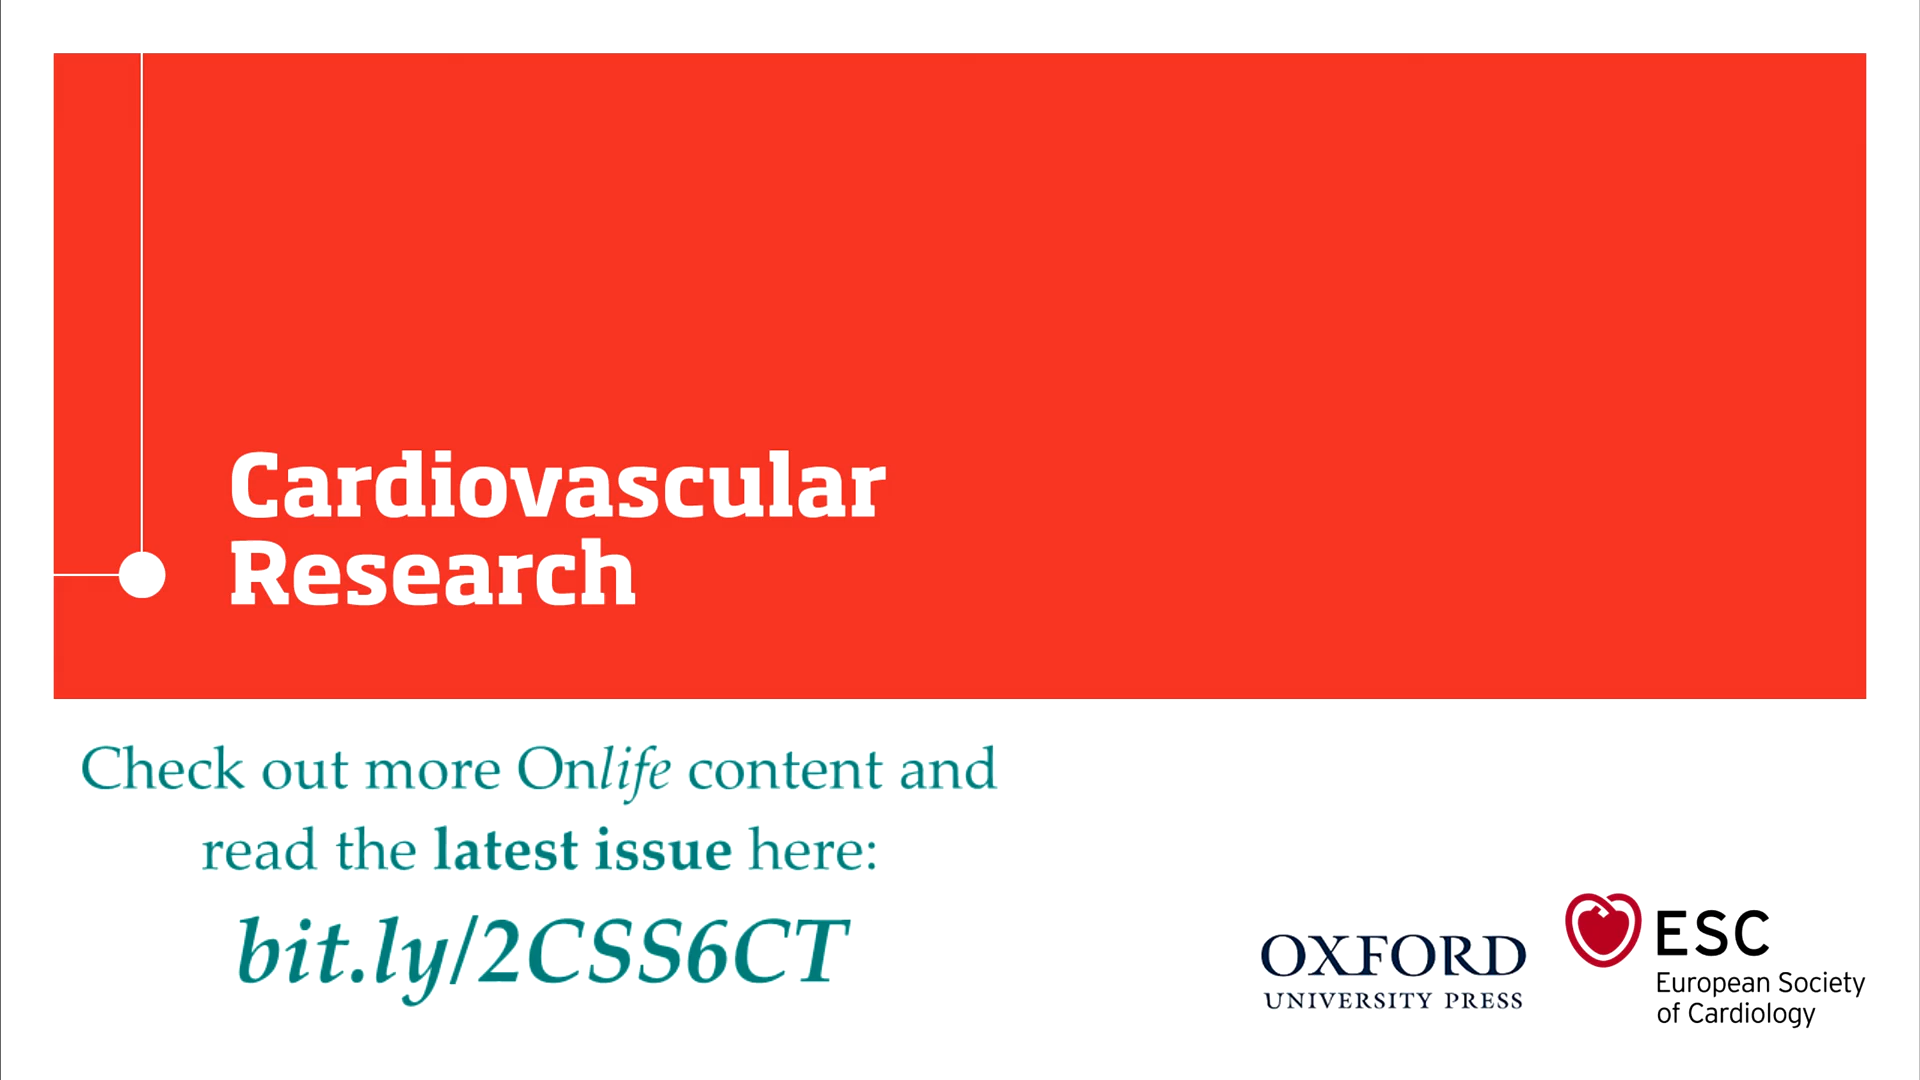 Cardiovascular
Research
Check out more Onlife content and
read the latest issue here:
bit.ly/2CSS6CT
OXFORD
UNIVERSITY PRESS
ESC
European Society
of Cardiology